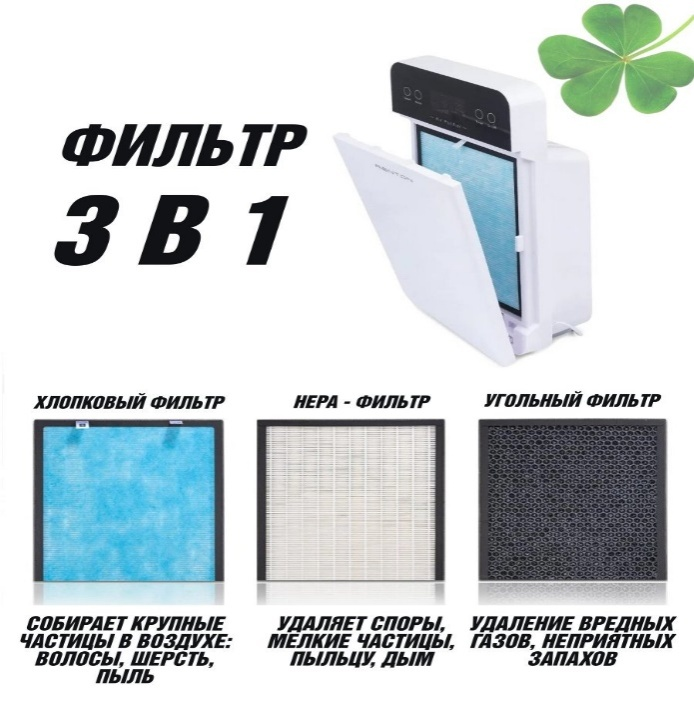 ФИЛЬТР
3 В 1
ХЛОПКОВЫЙ ФИЛЬТР
HEPA - ФИЛЬТР
УГОЛЬНЫЙ ФИЛЬТР
СОБИРАЕТ КРУПНЫЕ
ЧАСТИЦЫ В ВОЗДУХЕ:
ВОЛОСЫ, ШЕРСТЬ,
ПЫЛЬ
УДАЛЯЕТ СПОРЫ,
МЕЛКИЕ ЧАСТИЦЫ,
ПЫЛЬЦУ, ДЫМ
УДАЛЕНИЕ ВРЕДНЫХ
ГАЗОВ, НЕПРИЯТНЫХ
ЗАПАХОВ